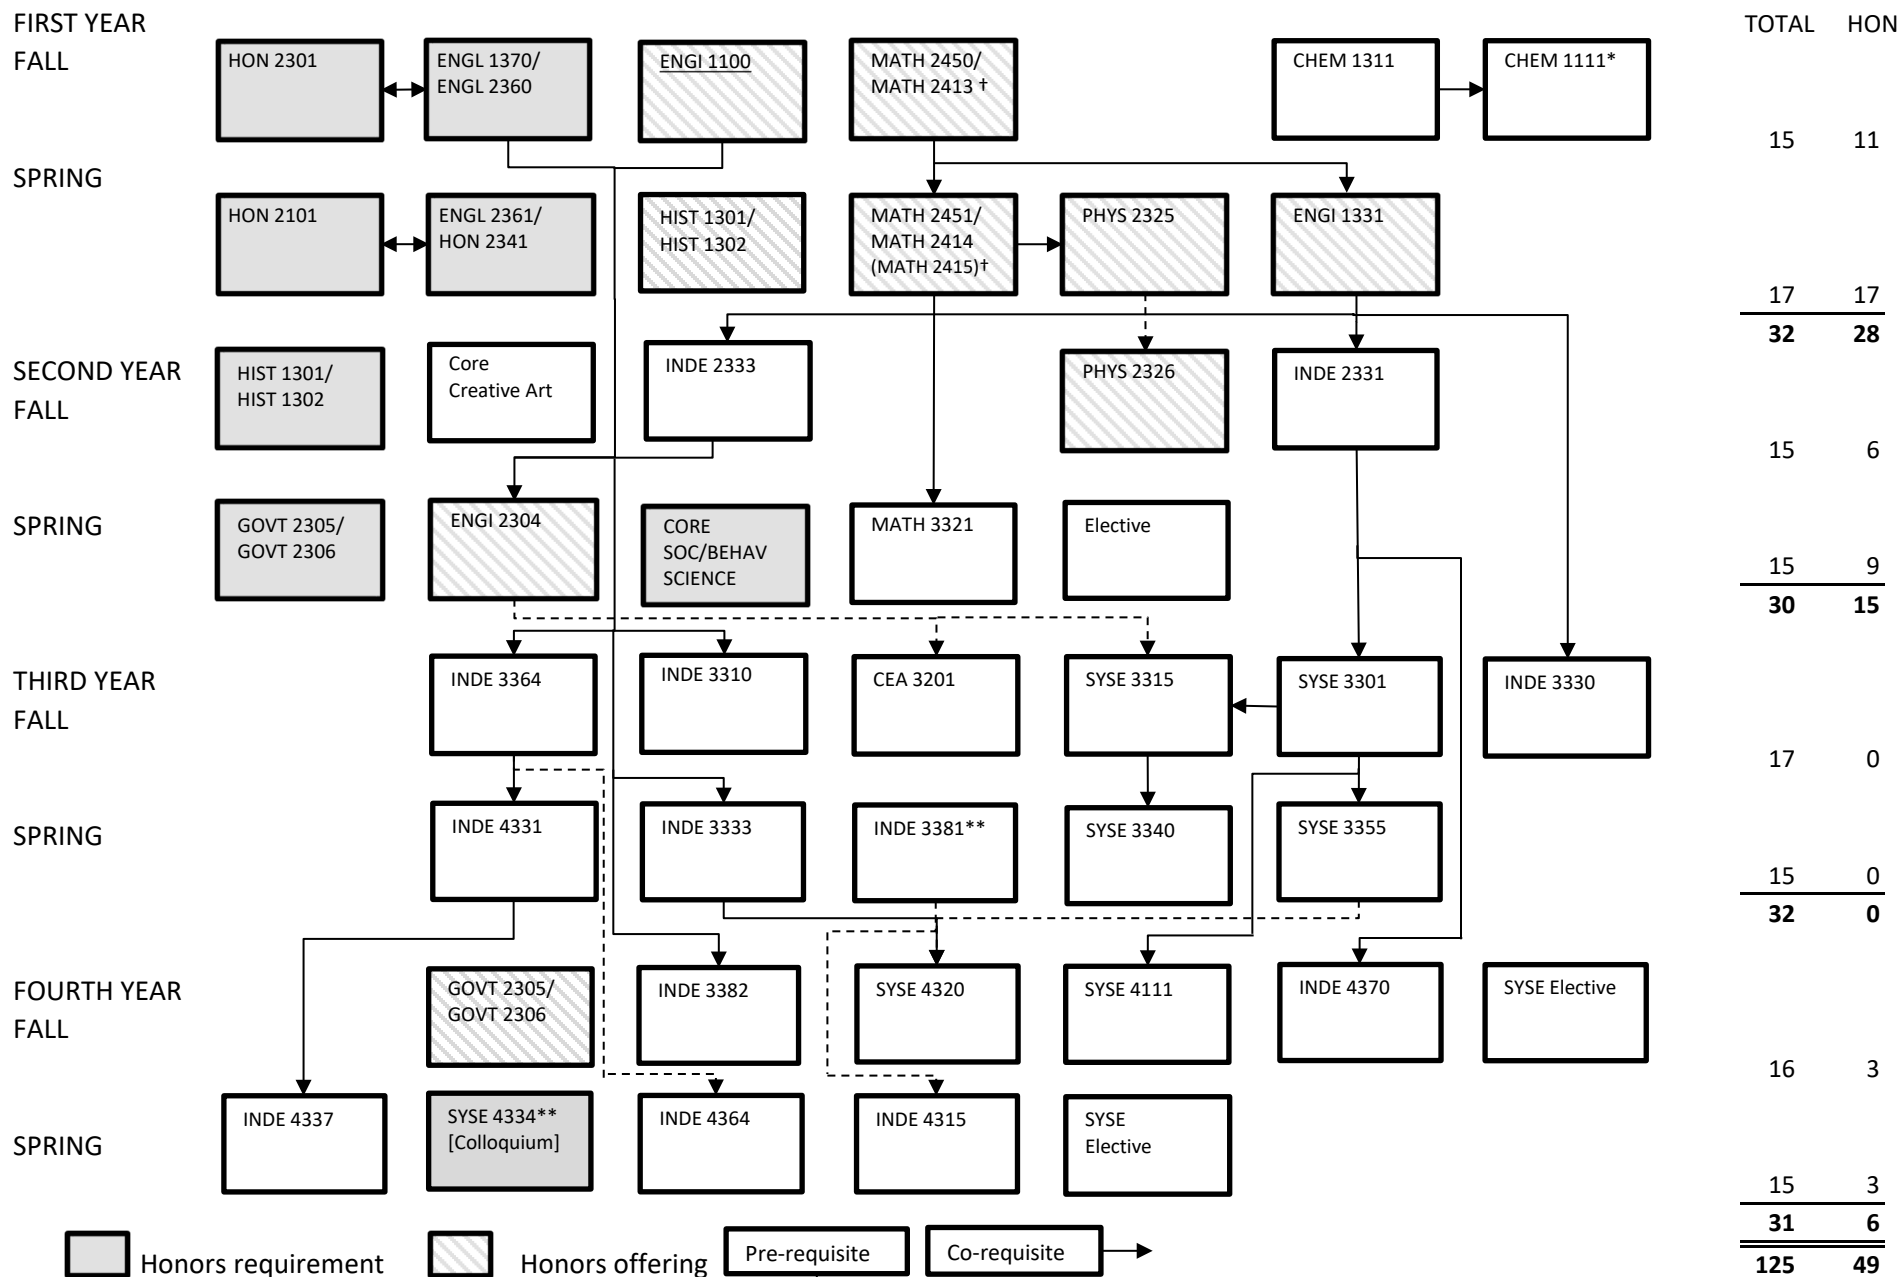 FIRST YEAR
FALL
TOTAL HON
HON 2301
ENGL 1370/
ENGL 2360
ENGI 1100
MATH 2450/
MATH 2413 †
CHEM 1311
CHEM 1111*
15 11
SPRING
HON 2101
ENGL 2361/
HON 2341
HIST 1301/
HIST 1302
MATH 2451/
MATH 2414
(MATH 2415)†
PHYS 2325
ENGI 1331
17 17
32 28
SECOND YEAR
FALL
HIST 1301/
HIST 1302
Core
Creative Art
INDE 2333
PHYS 2326
INDE 2331
15 6
SPRING
GOVT 2305/
GOVT 2306
ENGI 2304
CORE
SOC/BEHAV
SCIENCE
MATH 3321
Elective
15 9
30 15
THIRD YEAR
FALL
INDE 3364
INDE 3310
CEA 3201
SYSE 3315
SYSE 3301
INDE 3330
17 0
SPRING
INDE 4331
INDE 3333
INDE 3381**
SYSE 3340
SYSE 3355
15 0
32 0
FOURTH YEAR
FALL
GOVT 2305/
GOVT 2306
INDE 3382
SYSE 4320
SYSE 4111
INDE 4370
SYSE Elective
16 3
SPRING
INDE 4337
SYSE 4334**
[Colloquium]
INDE 4364
INDE 4315
SYSE
Elective
15 3
31 6
125 49
Honors requirement
Honors offering
Pre-requisite
Co-requisite